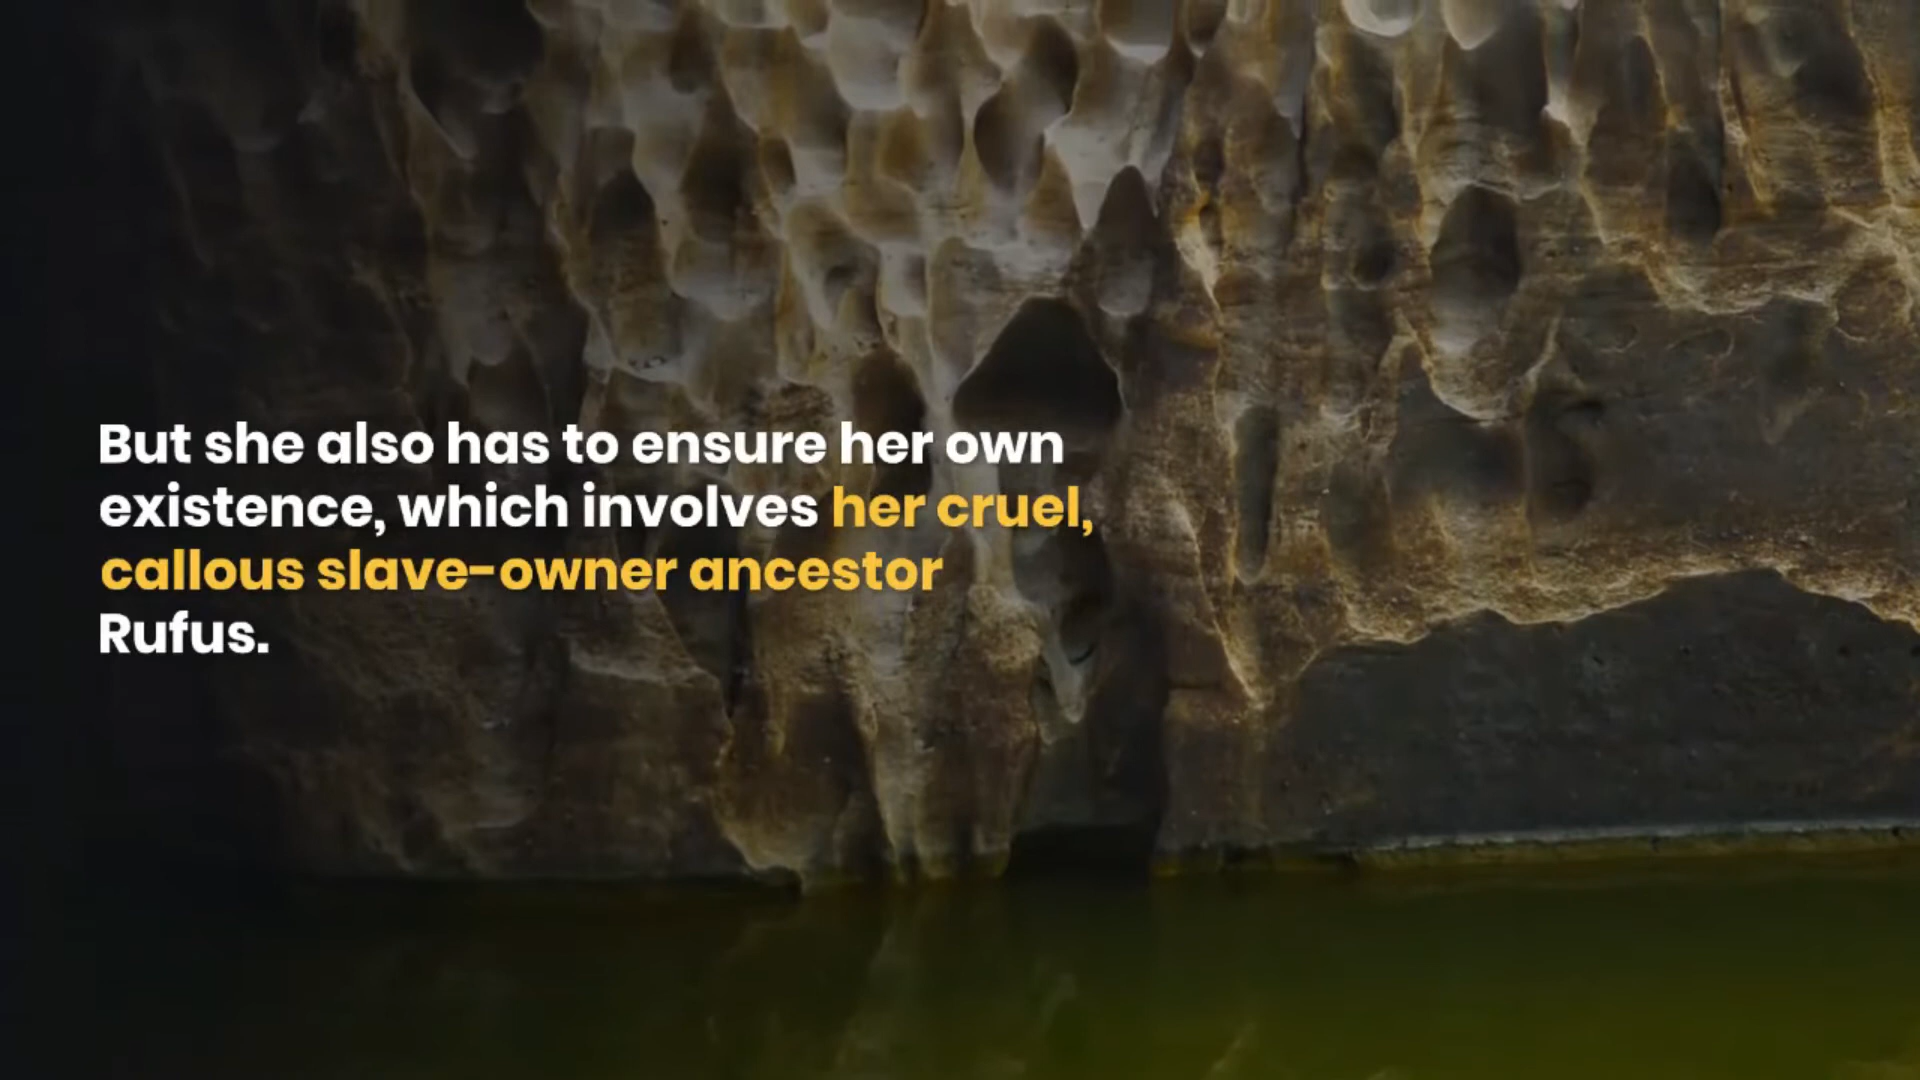 But she also has to ensure her own
existence, which involves her cruel,
callous slave-owner ancestor
Rufus.